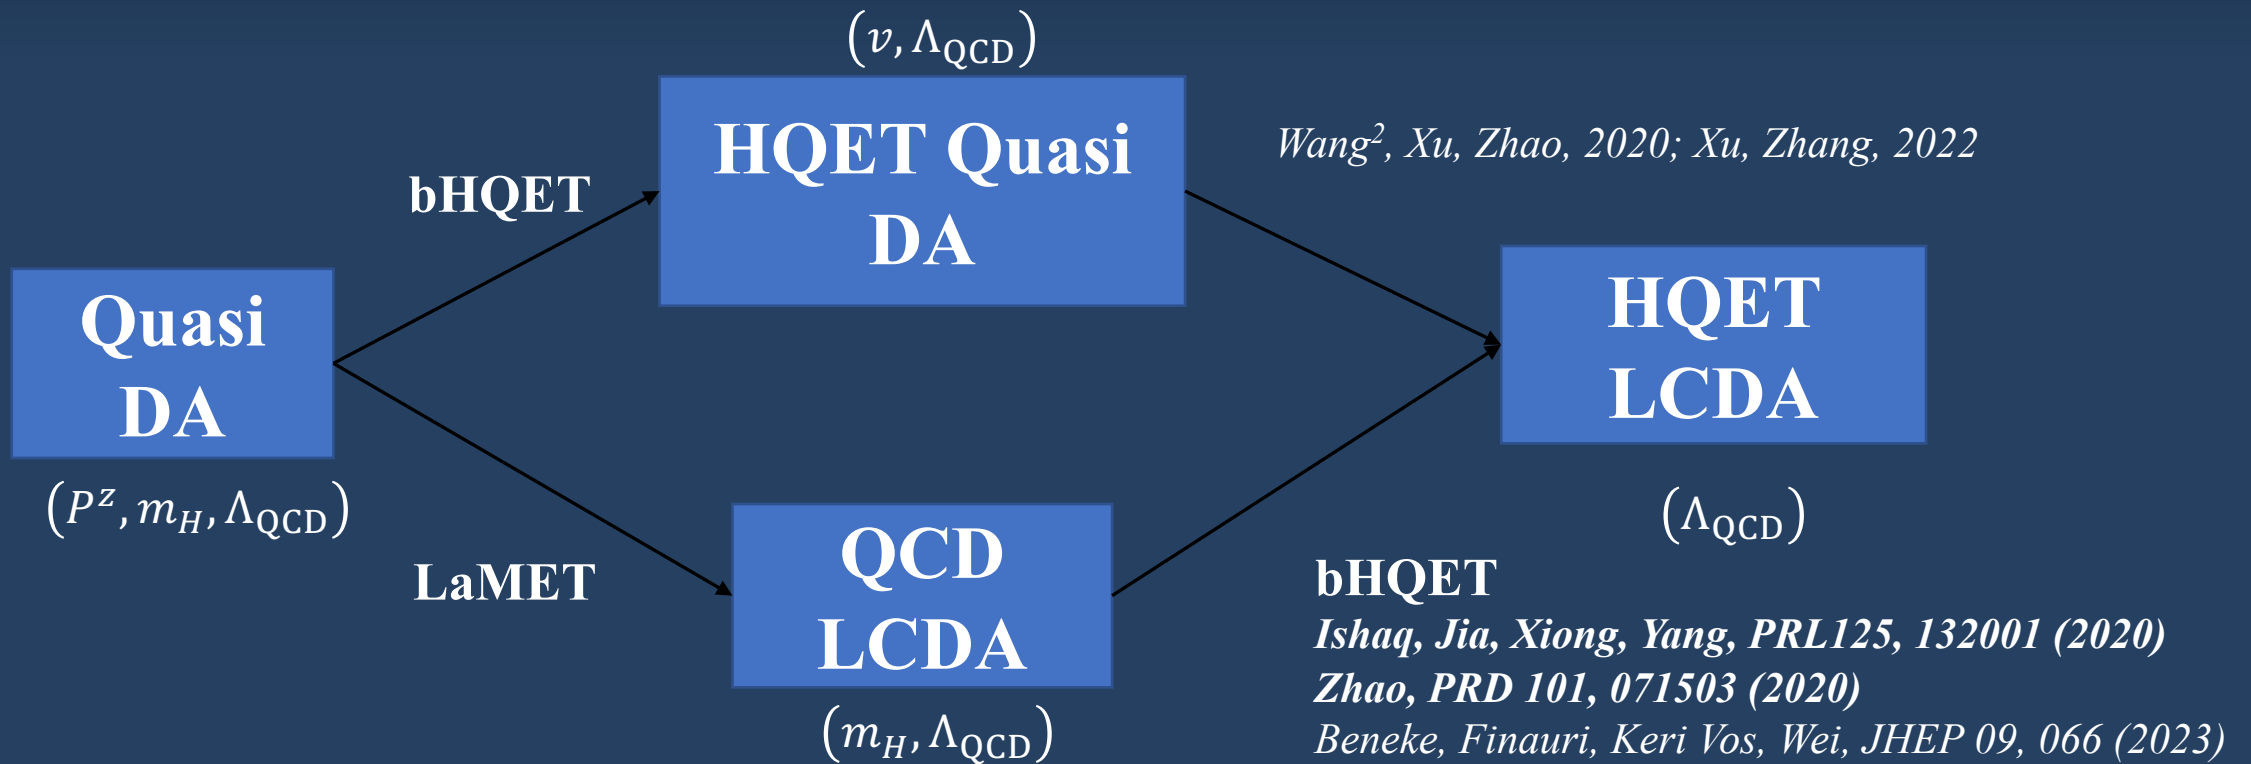 (v, Λ_QCD)
HQET Quasi
DA
Wang², Xu, Zhao, 2020; Xu, Zhang, 2022
bHQET
Quasi
DA
(P^z, m_H, Λ_QCD)
HQET
LCDA
(Λ_QCD)
LaMET
QCD
LCDA
(m_H, Λ_QCD)
bHQET
Ishaq, Jia, Xiong, Yang, PRL125, 132001 (2020)
Zhao, PRD 101, 071503 (2020)
Beneke, Finauri, Keri Vos, Wei, JHEP 09, 066 (2023)